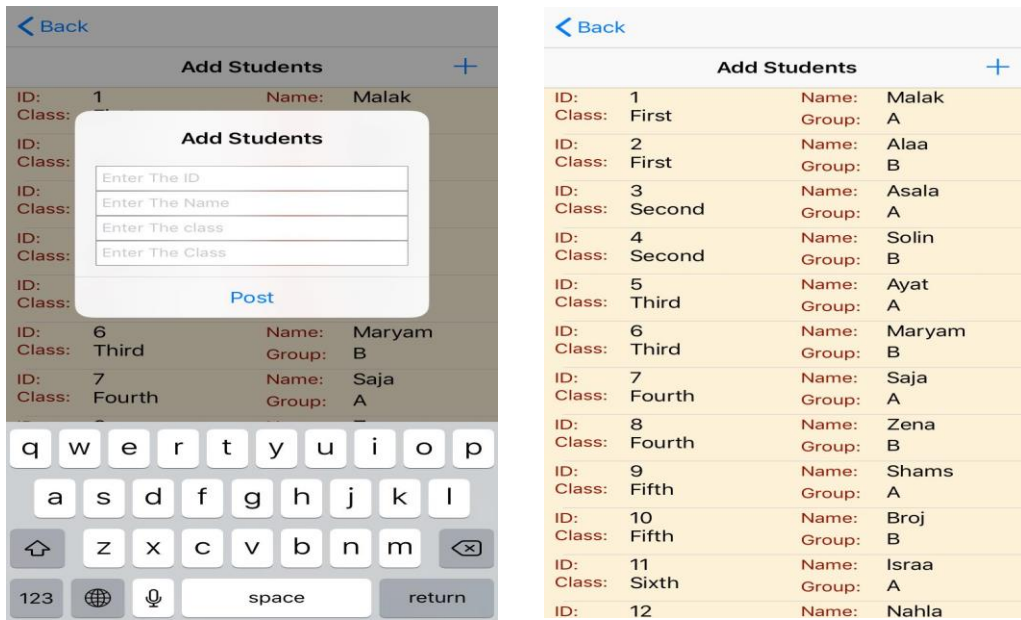 Back
Add Students
+
ID: 1 Name: Malak
Class:
Add Students
ID:
Class:
Enter The ID
ID:
Enter The Name
Class:
Enter The class
ID:
Class:
Enter The Class
ID:
Class:
Post
ID: 6 Name: Maryam
Class: Third Group: B
ID: 7 Name: Saja
Class: Fourth Group: A
q w e r t y u i o p
a s d f g h j k l
z x c v b n m
123 space return
Back
Add Students
+
ID: 1 Name: Malak
Class: First Group: A
ID: 2 Name: Alaa
Class: First Group: B
ID: 3 Name: Asala
Class: Second Group: A
ID: 4 Name: Solin
Class: Second Group: B
ID: 5 Name: Ayat
Class: Third Group: A
ID: 6 Name: Maryam
Class: Third Group: B
ID: 7 Name: Saja
Class: Fourth Group: A
ID: 8 Name: Zena
Class: Fourth Group: B
ID: 9 Name: Shams
Class: Fifth Group: A
ID: 10 Name: Broj
Class: Fifth Group: B
ID: 11 Name: Israa
Class: Sixth Group: A
ID: 12 Name: Nahla